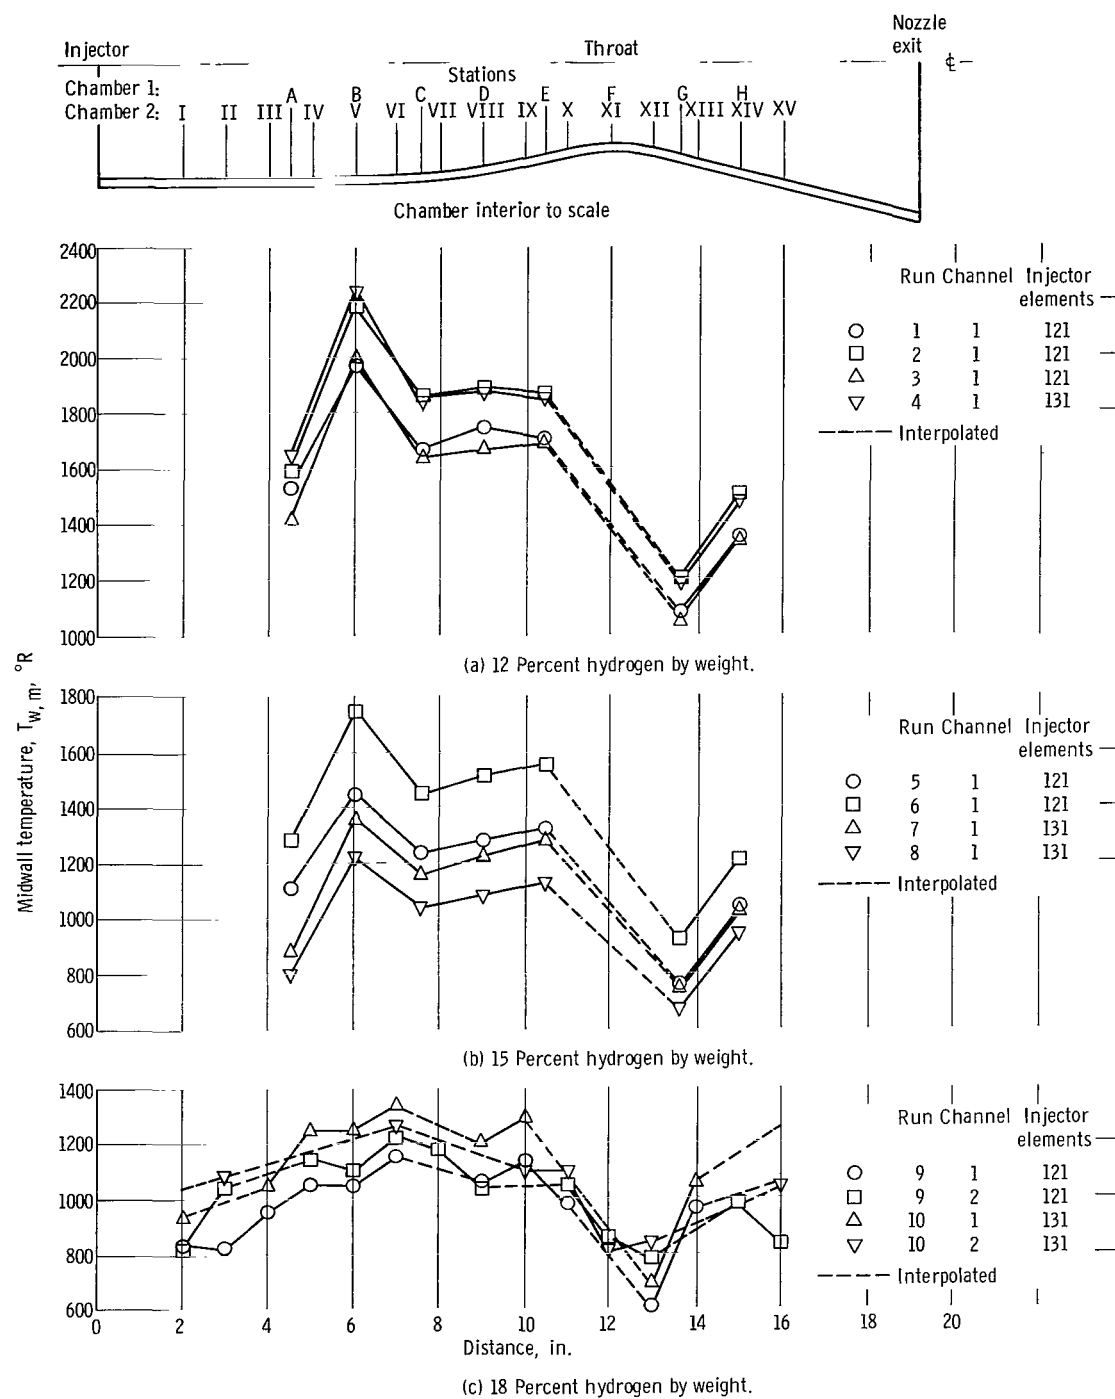 Injector
Throat
Nozzle
exit
℄
Stations
Chamber 1:
A B C D E F G H
Chamber 2:
I II III IV V VI VII VIII IX X XI XII XIII XIV XV
Chamber interior to scale
2400
2200
2000
1800
1600
1400
1200
1000
Run Channel Injector
elements
1 1 121
2 1 121
3 1 121
4 1 131
Interpolated
(a) 12 Percent hydrogen by weight.
Midwall temperature, T_w, m, °R
1800
1600
1400
1200
1000
800
600
Run Channel Injector
elements
5 1 121
6 1 121
7 1 131
8 1 131
Interpolated
(b) 15 Percent hydrogen by weight.
1400
1200
1000
800
600
Run Channel Injector
elements
9 1 121
9 2 121
10 1 131
10 2 131
Interpolated
0 2 4 6 8 10 12 14 16 18 20
Distance, in.
(c) 18 Percent hydrogen by weight.